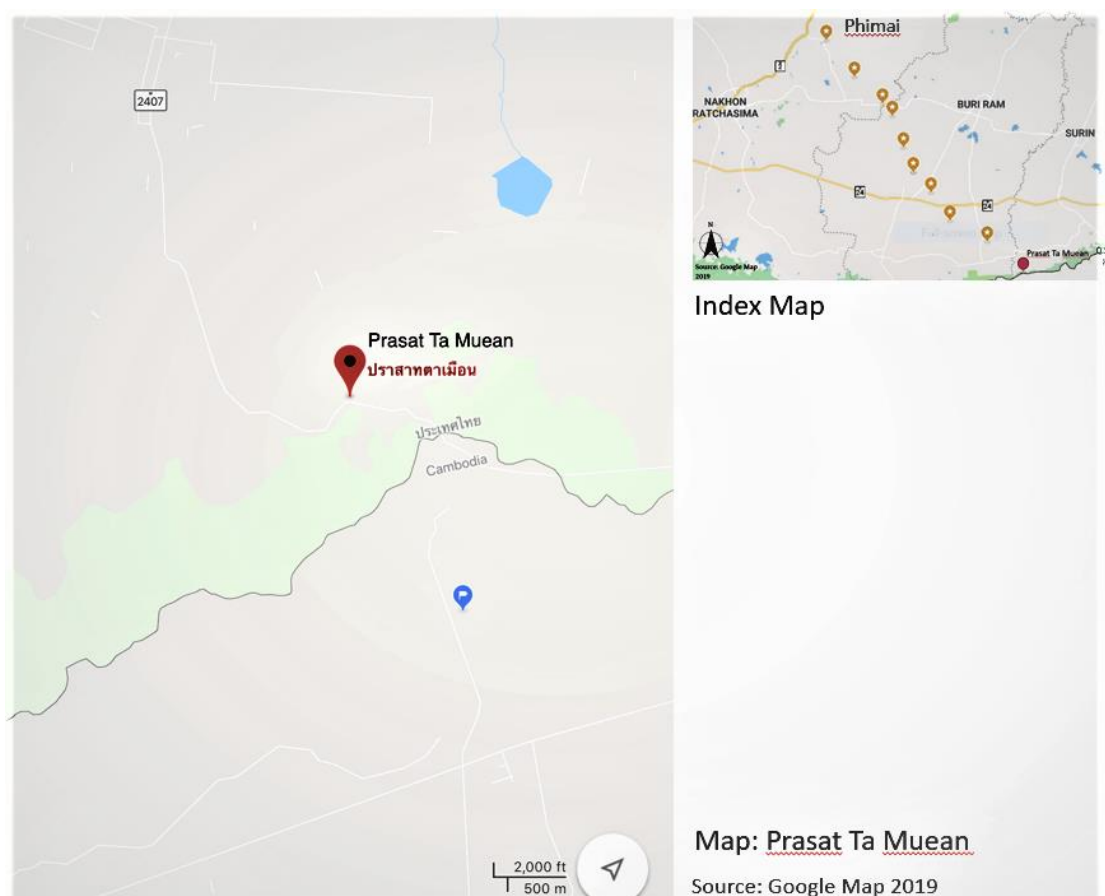 2407
Prasat Ta Muean
ปราสาทตาเมือน
ประเทศไทย
Cambodia
2,000 ft
500 m
Phimai
2
NAKHON
RATCHASIMA
BURI RAM
SURIN
24
24
N
Prasat Ta Muean
Source: Google Map
2019
Index Map
Map: Prasat Ta Muean
Source: Google Map 2019